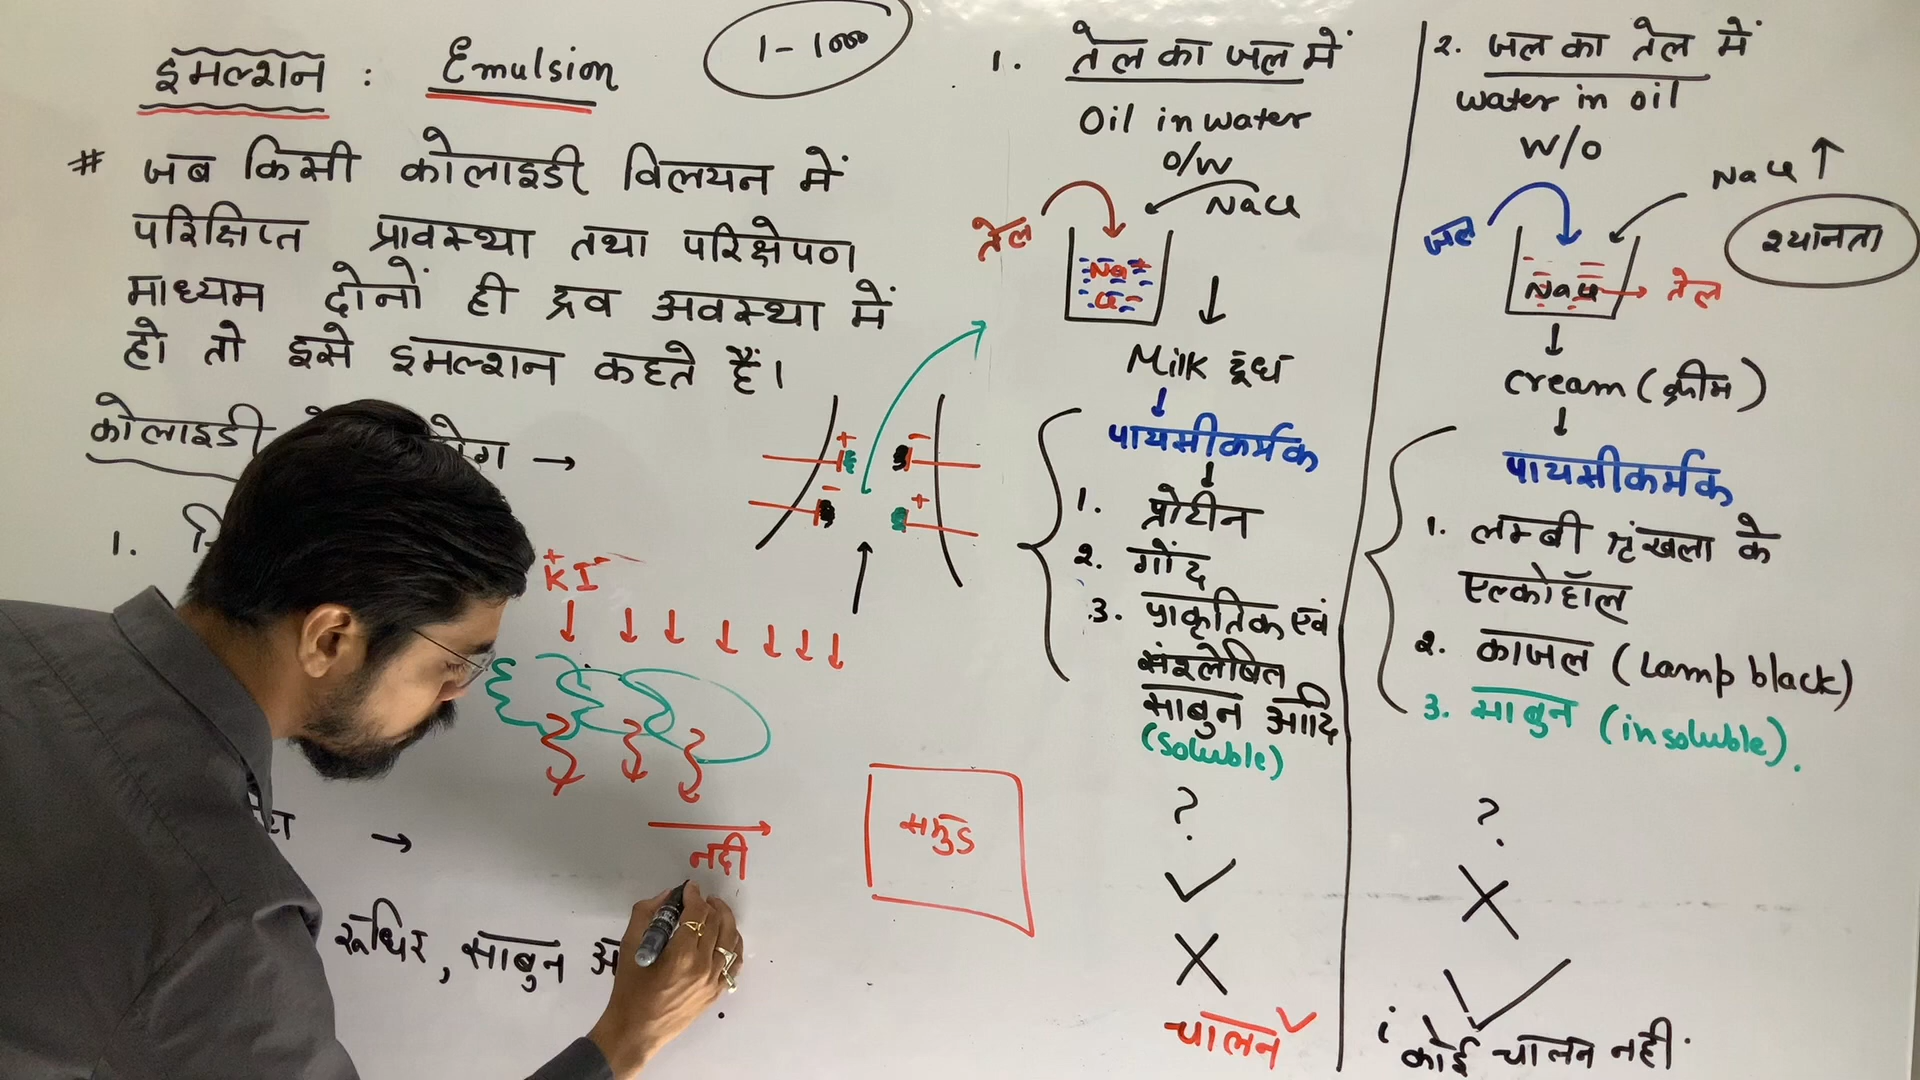 इमल्शन : Emulsion
1 - 1000
# जब किसी कोलाइडी विलयन में
परिक्षिप्त प्रावस्था तथा परिक्षेपण
माध्यम दोनों ही द्रव अवस्था में
हो तो इसे इमल्शन कहते हैं।
कोलाइडी →
1.
+ -
- +
K⁺I⁻
नदी
समुद्र
→
रूधिर, साबुन
1. तेल का जल में
Oil in water
O/W
NaCl
तेल
Na⁺
Cl⁻
↓
Milk दूध
↓
पायसीकर्मक
↓
1. प्रोटीन
2. गोंद
3. प्राकृतिक एवं
संश्लेषित
साबुन आदि
(soluble)
?
✓
X
चालन ✓
2. जल का तेल में
water in oil
W/O
NaCl ↑
श्यानता
जल
NaCl → तेल
↓
cream (क्रीम)
↓
पायसीकर्मक
1. लम्बी श्रृंखला के
एल्कोहॉल
2. काजल (Lamp black)
3. साबुन (insoluble).
?
X
✓
कोई चालन नही.